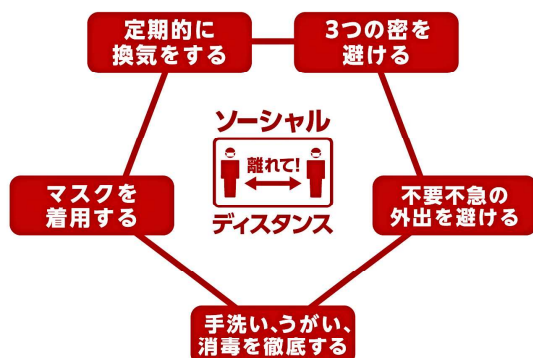 定期的に
換気をする
3つの密を
避ける
ソーシャル
離れて!
ディスタンス
マスクを
着用する
不要不急の
外出を避ける
手洗い、うがい、
消毒を徹底する